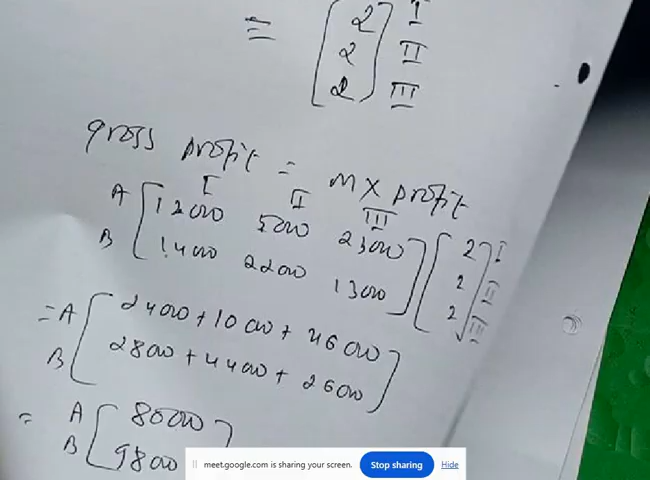 = [ 2 ] I
2 II
2 III
gross profit = M X profit
I II III
A [ 12000 5000 23000 ] [ 2 ] I
B 1400 2200 1300 2 II
2 III
= A [ 2400 + 1000 + 4600 ]
B 2800 + 4400 + 2600
= A [ 8000 ]
B 9800
meet.google.com is sharing your screen. Stop sharing Hide